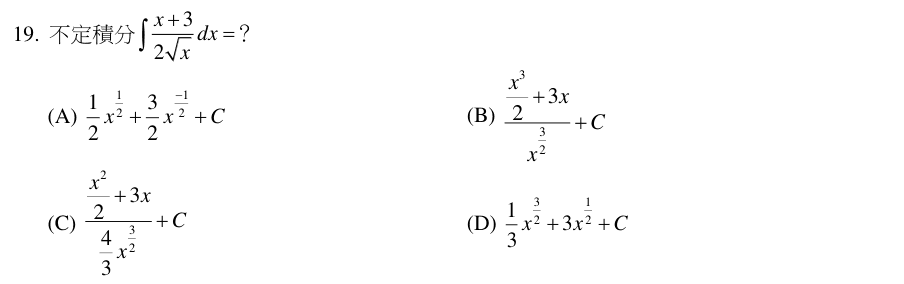 19. 不定積分 $\int \frac{x+3}{2\sqrt{x}} dx = ?$
(A) $\frac{1}{2}x^{\frac{1}{2}} + \frac{3}{2}x^{\frac{-1}{2}} + C$
(B) $\frac{\frac{x^3}{2} + 3x}{x^{\frac{3}{2}}} + C$
(C) $\frac{\frac{x^2}{2} + 3x}{\frac{4}{3}x^{\frac{3}{2}}} + C$
(D) $\frac{1}{3}x^{\frac{3}{2}} + 3x^{\frac{1}{2}} + C$